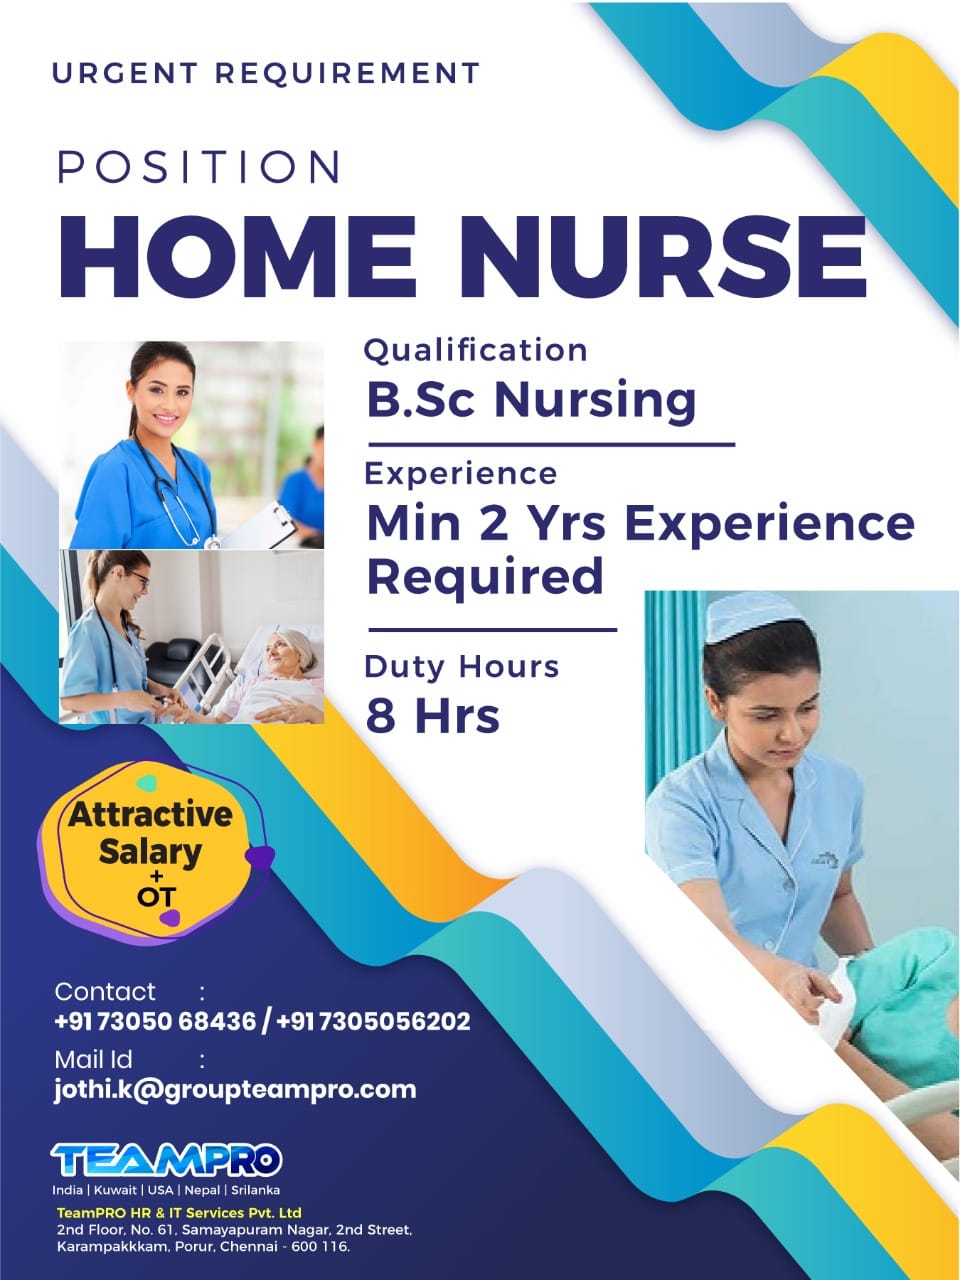 URGENT REQUIREMENT
POSITION
HOME NURSE
Qualification
B.Sc Nursing
Experience
Min 2 Yrs Experience
Required
Duty Hours
8 Hrs
Attractive
Salary
+
OT
Contact :
+91 73050 68436 / +91 7305056202
Mail Id :
jothi.k@groupteampro.com
TEAMPRO
India | Kuwait | USA | Nepal | Srilanka
TeamPRO HR & IT Services Pvt. Ltd
2nd Floor, No. 61, Samayapuram Nagar, 2nd Street,
Karampakkkam, Porur, Chennai - 600 116.